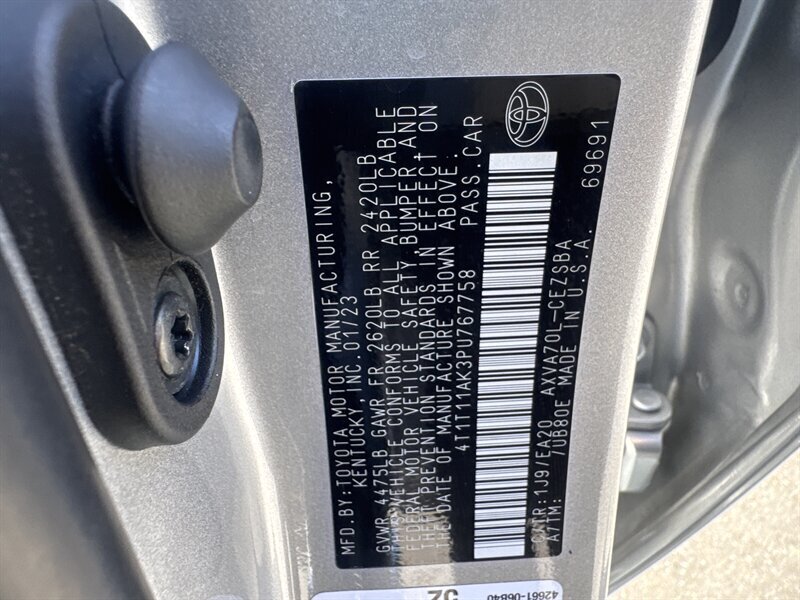 MFD.BY:TOYOTA MOTOR MANUFACTURING,
KENTUCKY INC. 01/23
GVWR 4475LB GAWR FR 2620LB RR 2420LB
THIS VEHICLE CONFORMS TO ALL APPLICABLE
FEDERAL MOTOR VEHICLE SAFETY, BUMPER AND
THEFT PREVENTION STANDARDS IN EFFECT ON
THE DATE OF MANUFACTURE SHOWN ABOVE.
4T1T11AK3PU767758 PASS.CAR
C/TR:1J9/EA20 AXVA70L-CEZSBA
A/TM: 7UB80E MADE IN U.S.A.
69691
52
42661-06B40